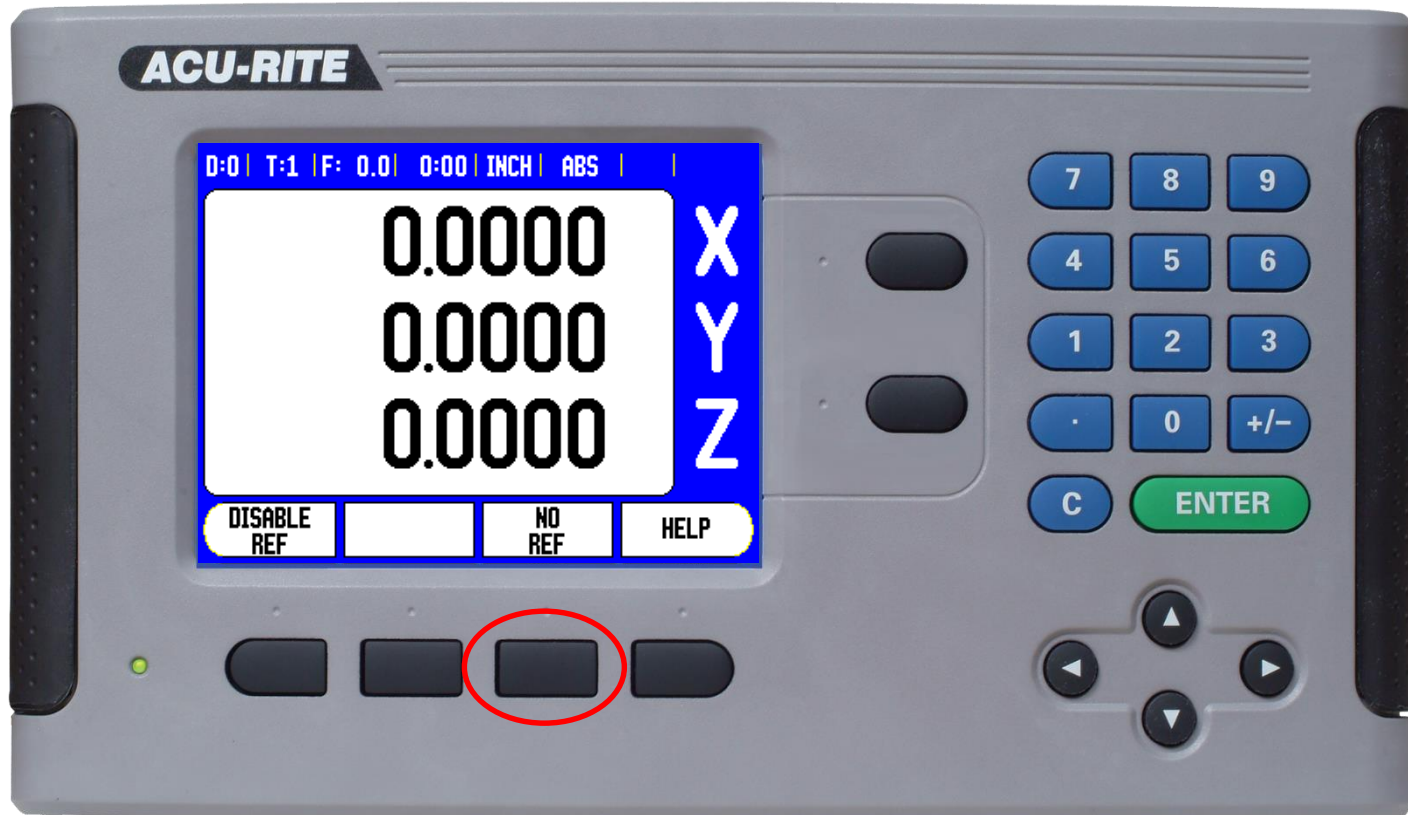 ACU-RITE
D:0 | T:1 | F: 0.0 | 0:00 | INCH | ABS | |
0.0000 X
0.0000 Y
0.0000 Z
DISABLE REF
NO REF
HELP
7 8 9
4 5 6
1 2 3
. 0 +/-
C ENTER